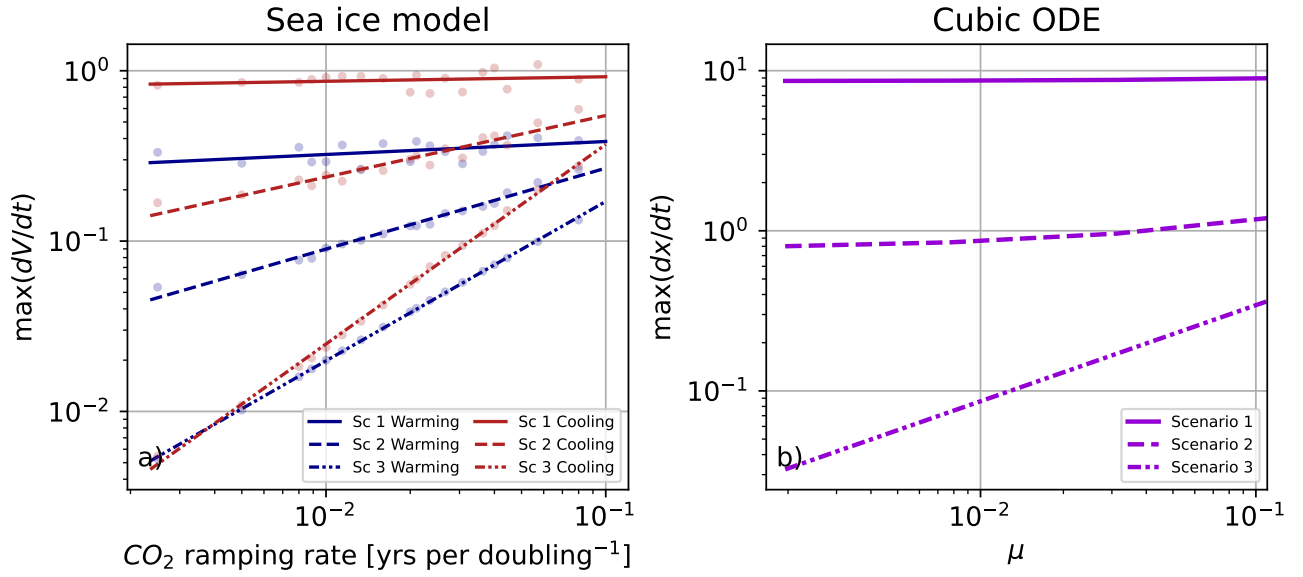 Sea ice model
max(dV/dt)
10⁰
10⁻¹
10⁻²
a)
Sc 1 Warming
Sc 2 Warming
Sc 3 Warming
Sc 1 Cooling
Sc 2 Cooling
Sc 3 Cooling
10⁻²
10⁻¹
CO₂ ramping rate [yrs per doubling⁻¹]
Cubic ODE
max(dx/dt)
10¹
10⁰
10⁻¹
b)
Scenario 1
Scenario 2
Scenario 3
10⁻²
10⁻¹
μ